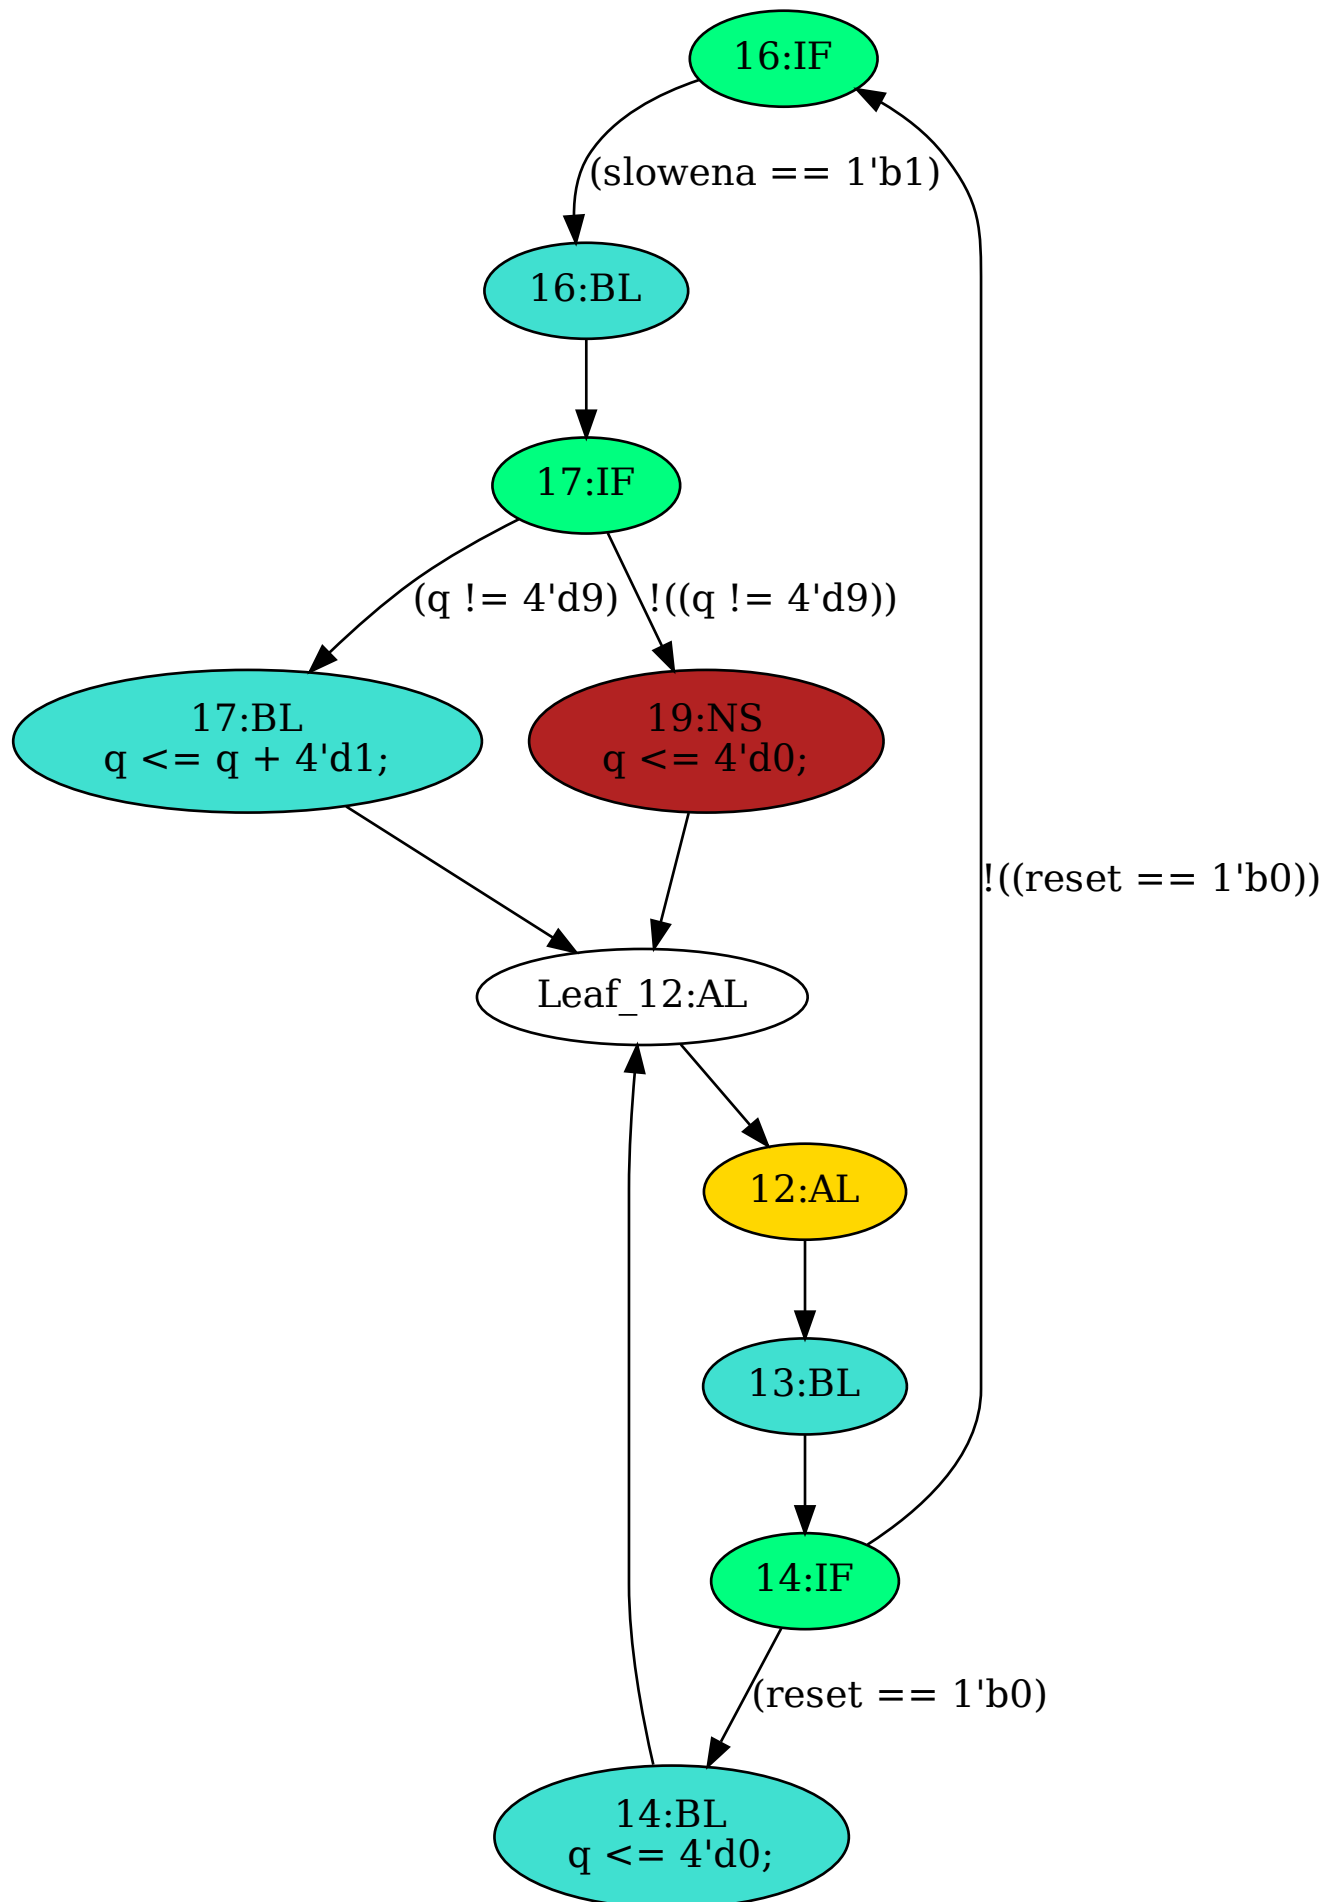 16:IF
(slowena == 1'b1)
16:BL
17:IF
(q != 4'd9)
!((q != 4'd9))
17:BL
q <= q + 4'd1;
19:NS
q <= 4'd0;
!((reset == 1'b0))
Leaf_12:AL
12:AL
13:BL
14:IF
(reset == 1'b0)
14:BL
q <= 4'd0;